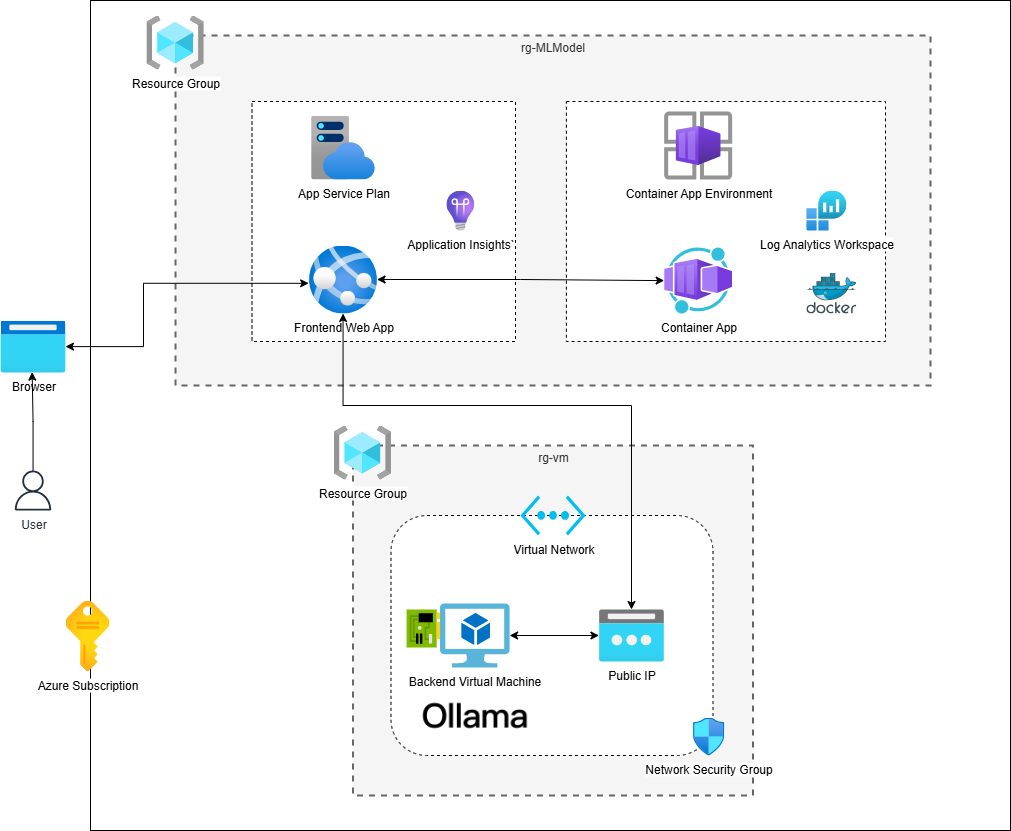 rg-MLModel
Resource Group
App Service Plan
Container App Environment
Application Insights`
Log Analytics Workspace
docker
Frontend Web App
Container App
Browser
rg-vm
Resource Group
User
Virtual Network
Backend Virtual Machine
Public IP
Azure Subscription
Ollama
Network Security Group